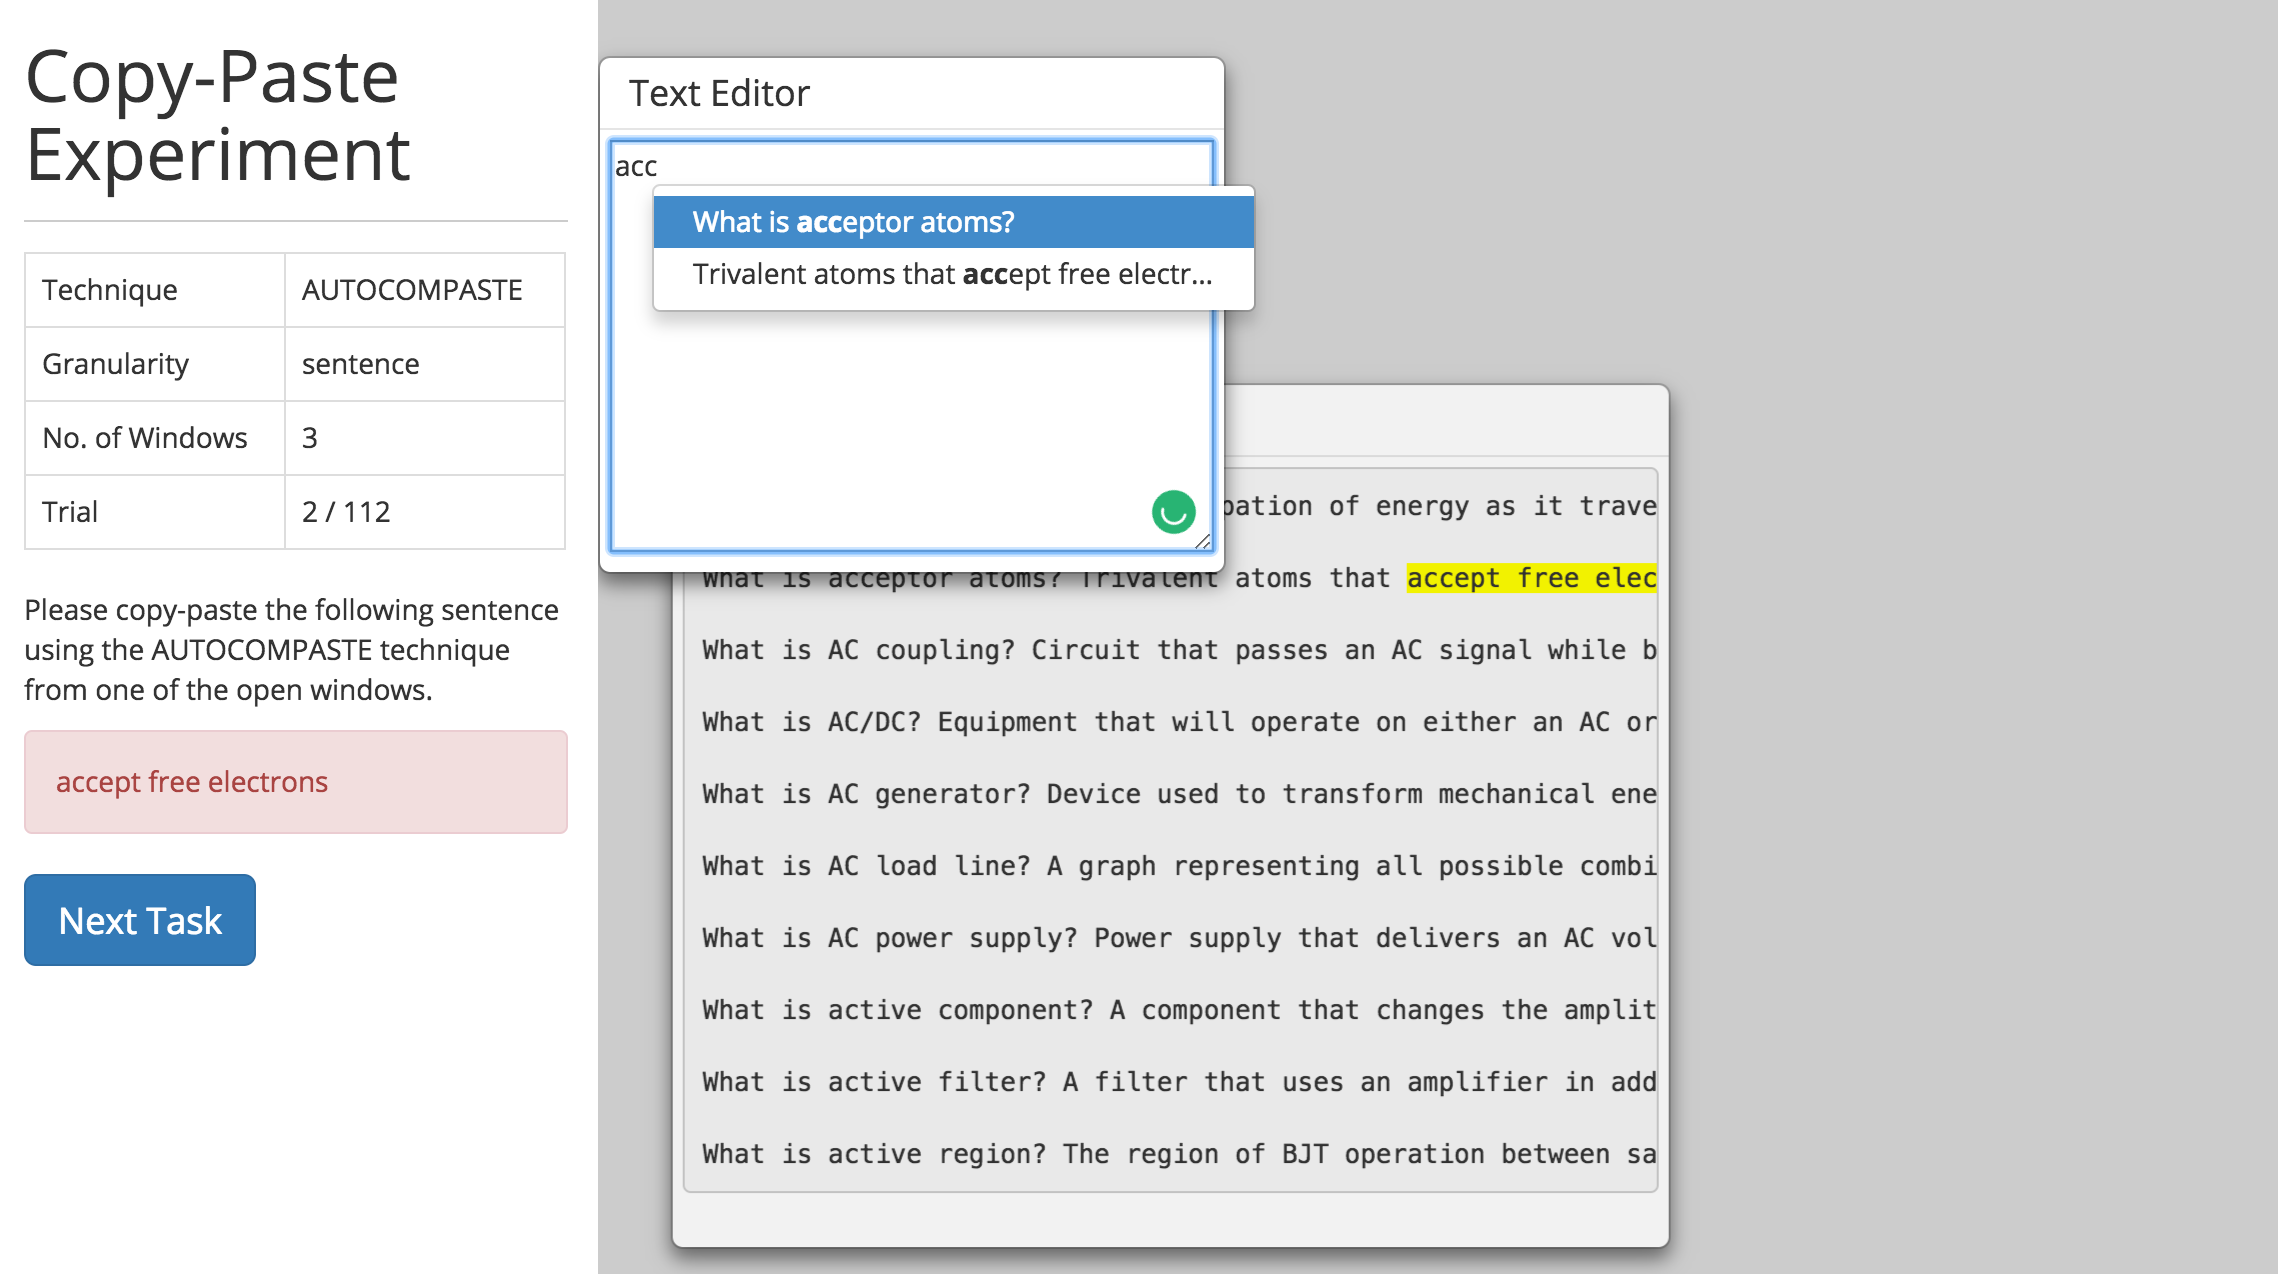 Copy-Paste
Experiment
Technique AUTOCOMPASTE
Granularity sentence
No. of Windows 3
Trial 2 / 112
Please copy-paste the following sentence
using the AUTOCOMPASTE technique
from one of the open windows.
accept free electrons
Next Task
Text Editor
acc
What is acceptor atoms?
Trivalent atoms that accept free electr...
pation of energy as it trave
What is acceptor atoms? Trivalent atoms that accept free elec
What is AC coupling? Circuit that passes an AC signal while b
What is AC/DC? Equipment that will operate on either an AC or
What is AC generator? Device used to transform mechanical ene
What is AC load line? A graph representing all possible combi
What is AC power supply? Power supply that delivers an AC vol
What is active component? A component that changes the amplit
What is active filter? A filter that uses an amplifier in add
What is active region? The region of BJT operation between sa